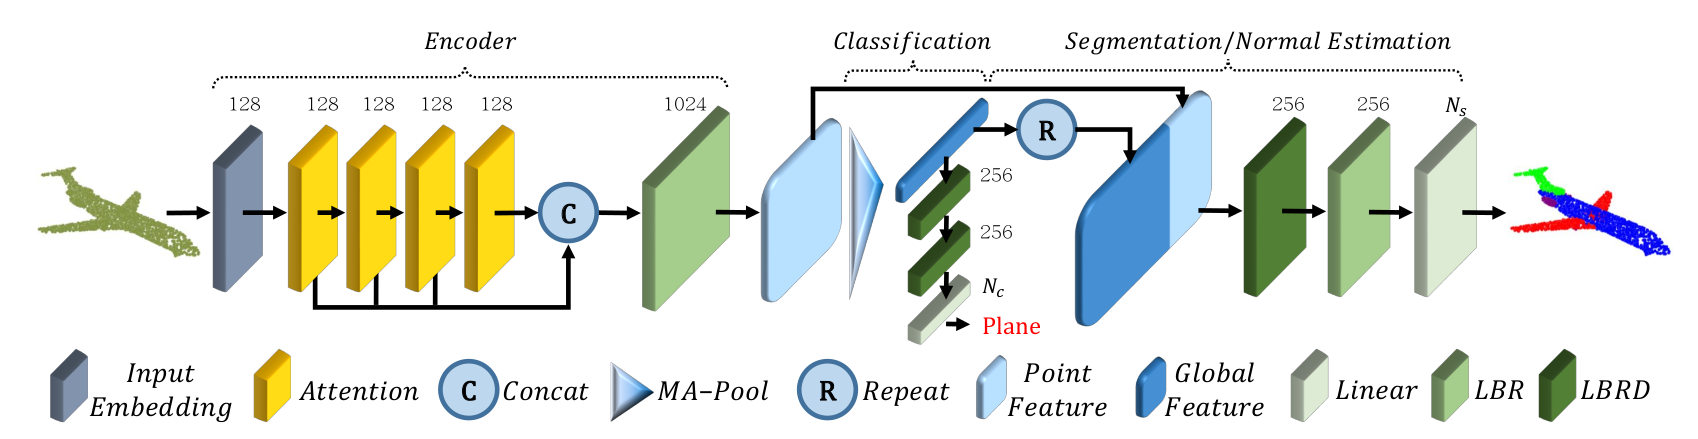 Encoder
Classification
Segmentation/Normal Estimation
128
128
128
128
128
1024
256
256
N_s
R
256
C
256
N_c
Plane
Input
Embedding
Attention
C
Concat
MA-Pool
R
Repeat
Point
Feature
Global
Feature
Linear
LBR
LBRD